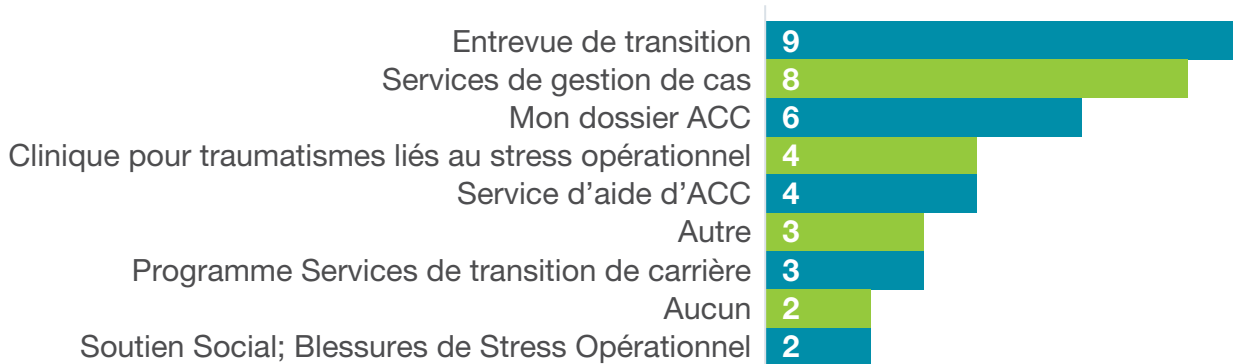 Entrevue de transition 9
Services de gestion de cas 8
Mon dossier ACC 6
Clinique pour traumatismes liés au stress opérationnel 4
Service d’aide d’ACC 4
Autre 3
Programme Services de transition de carrière 3
Aucun 2
Soutien Social; Blessures de Stress Opérationnel 2